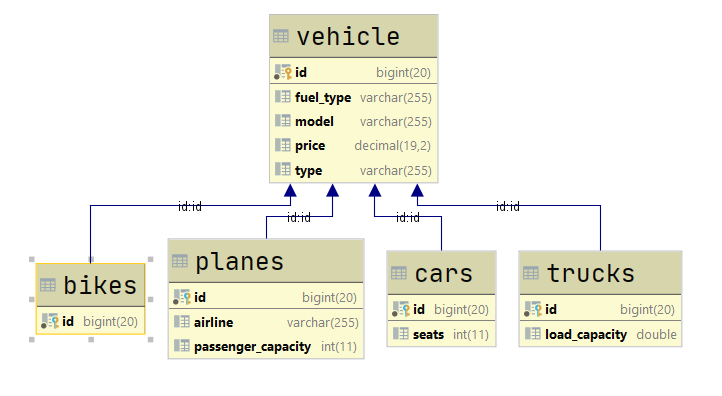 vehicle
id bigint(20)
fuel_type varchar(255)
model varchar(255)
price decimal(19,2)
type varchar(255)
id:id
id:id
id:id
id:id
bikes
id bigint(20)
planes
id bigint(20)
airline varchar(255)
passenger_capacity int(11)
cars
id bigint(20)
seats int(11)
trucks
id bigint(20)
load_capacity double